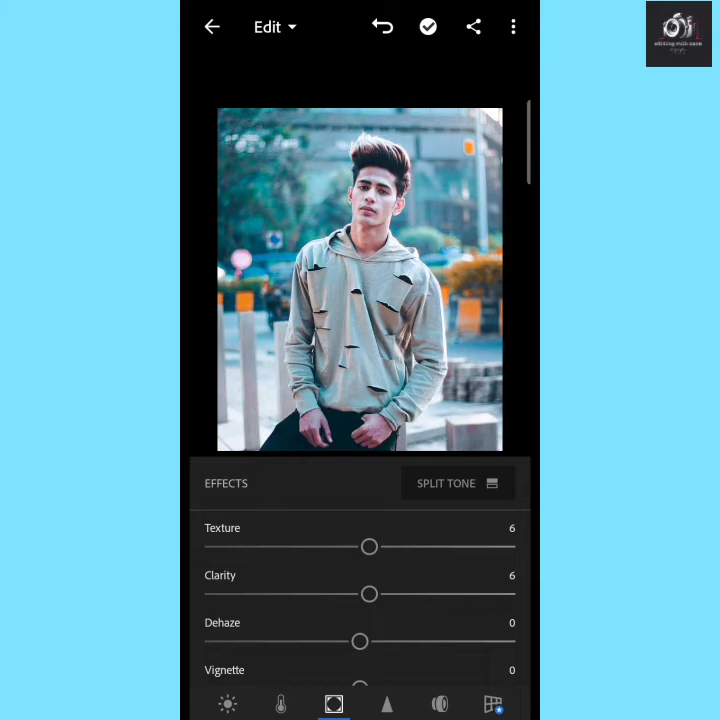 Edit
EFFECTS
SPLIT TONE
Texture 6
Clarity 6
Dehaze 0
Vignette 0